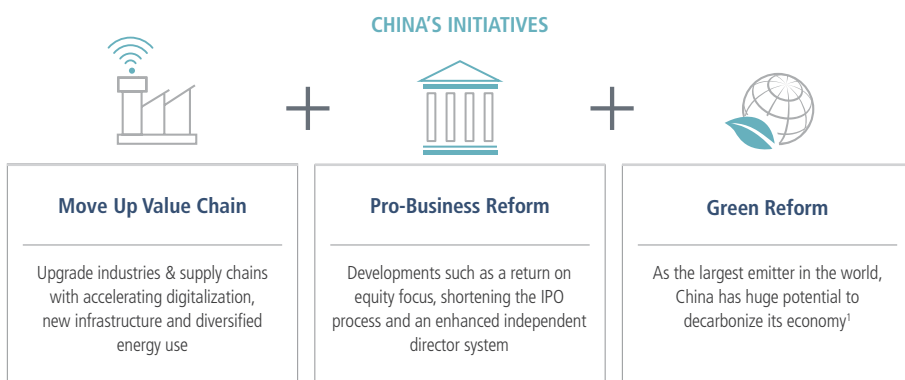 CHINA'S INITIATIVES
Move Up Value Chain
Upgrade industries & supply chains
with accelerating digitalization,
new infrastructure and diversified
energy use
Pro-Business Reform
Developments such as a return on
equity focus, shortening the IPO
process and an enhanced independent
director system
Green Reform
As the largest emitter in the world,
China has huge potential to
decarbonize its economy¹